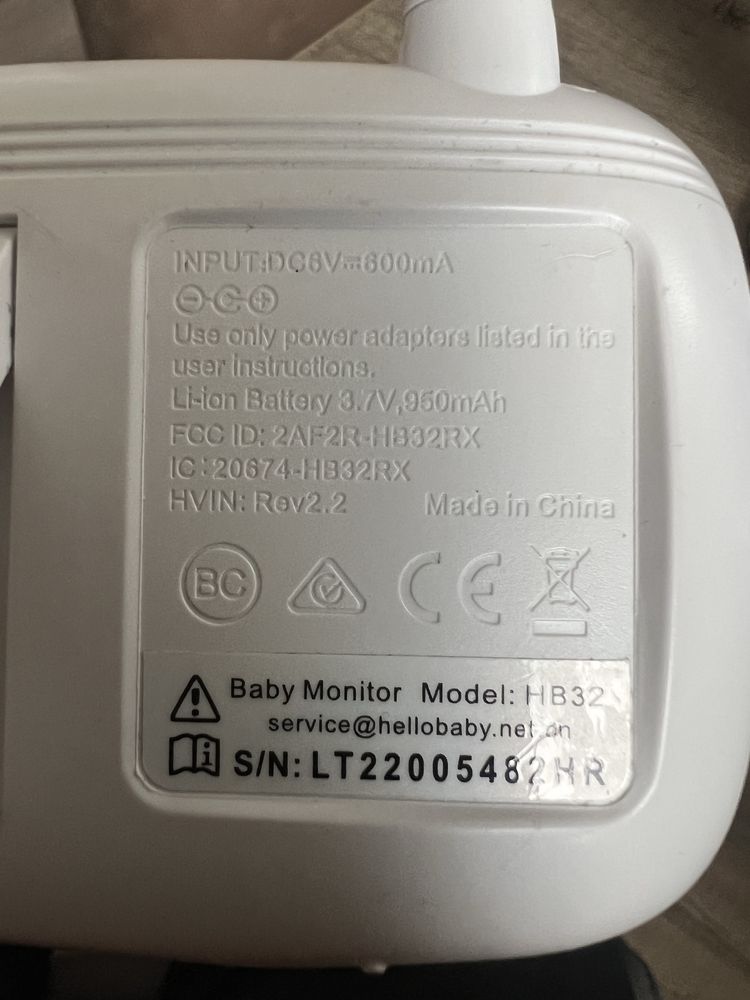 INPUT:DC6V⎓600mA
Use only power adapters listed in the
user instructions.
Li-ion Battery 3.7V,950mAh
FCC ID: 2AF2R-HB32RX
IC:20674-HB32RX
HVIN: Rev2.2 Made in China
BC CE
Baby Monitor Model: HB32
service@hellobaby.net.cn
S/N: LT22005482HR